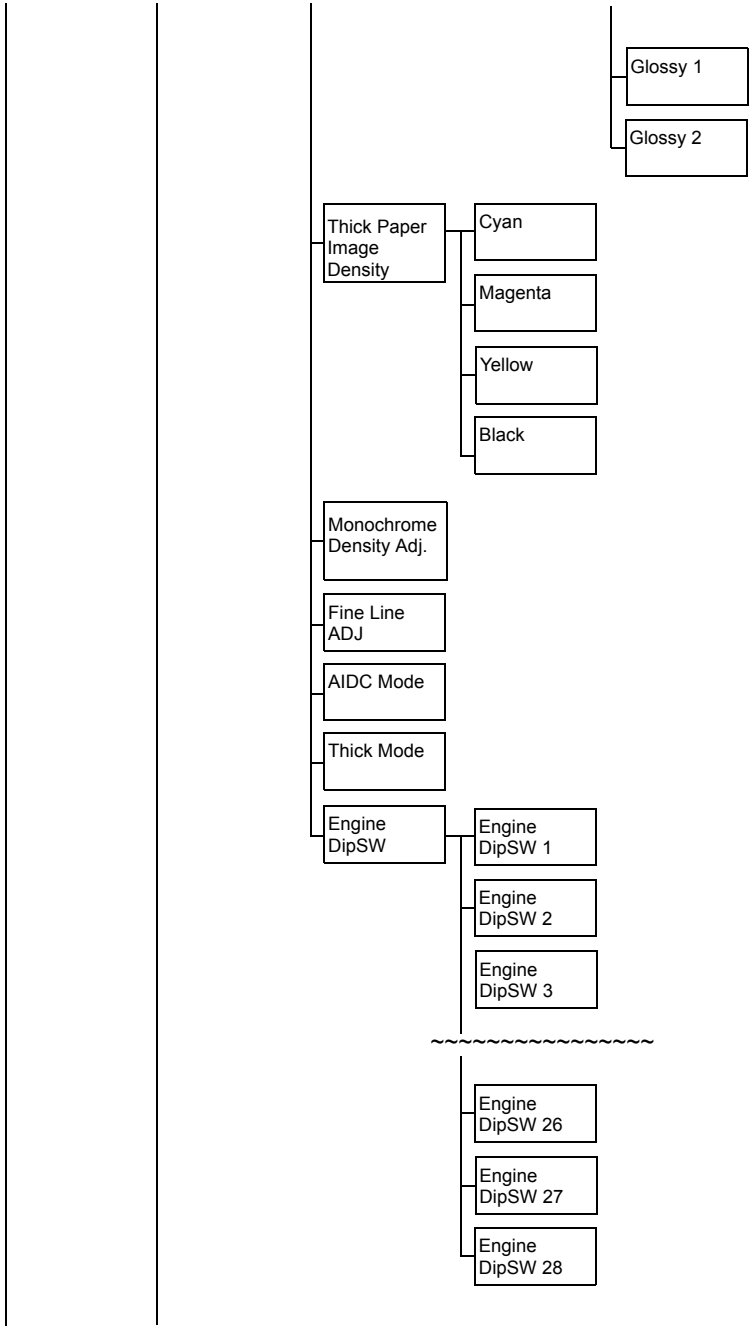 Glossy 1
Glossy 2
Thick Paper
Image
Density
Cyan
Magenta
Yellow
Black
Monochrome
Density Adj.
Fine Line
ADJ
AIDC Mode
Thick Mode
Engine
DipSW
Engine
DipSW 1
Engine
DipSW 2
Engine
DipSW 3
~~~~~~~~~~~~~~~~
Engine
DipSW 26
Engine
DipSW 27
Engine
DipSW 28